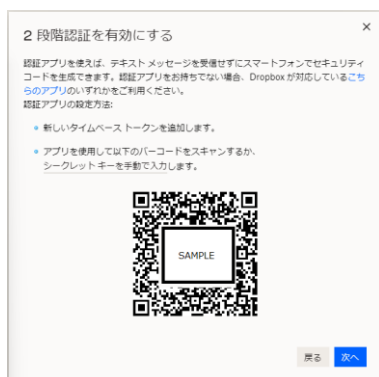 2 段階認証を有効にする
×
認証アプリを使えば、テキスト メッセージを受信せずにスマートフォンでセキュリティ
コードを生成できます。認証アプリをお持ちでない場合、Dropbox が対応しているこち
らのアプリのいずれかをご利用ください。
認証アプリの設定方法:
新しいタイムベース トークンを追加します。
アプリを使用して以下のバーコードをスキャンするか、
シークレット キーを手動で入力します。
SAMPLE
戻る 次へ